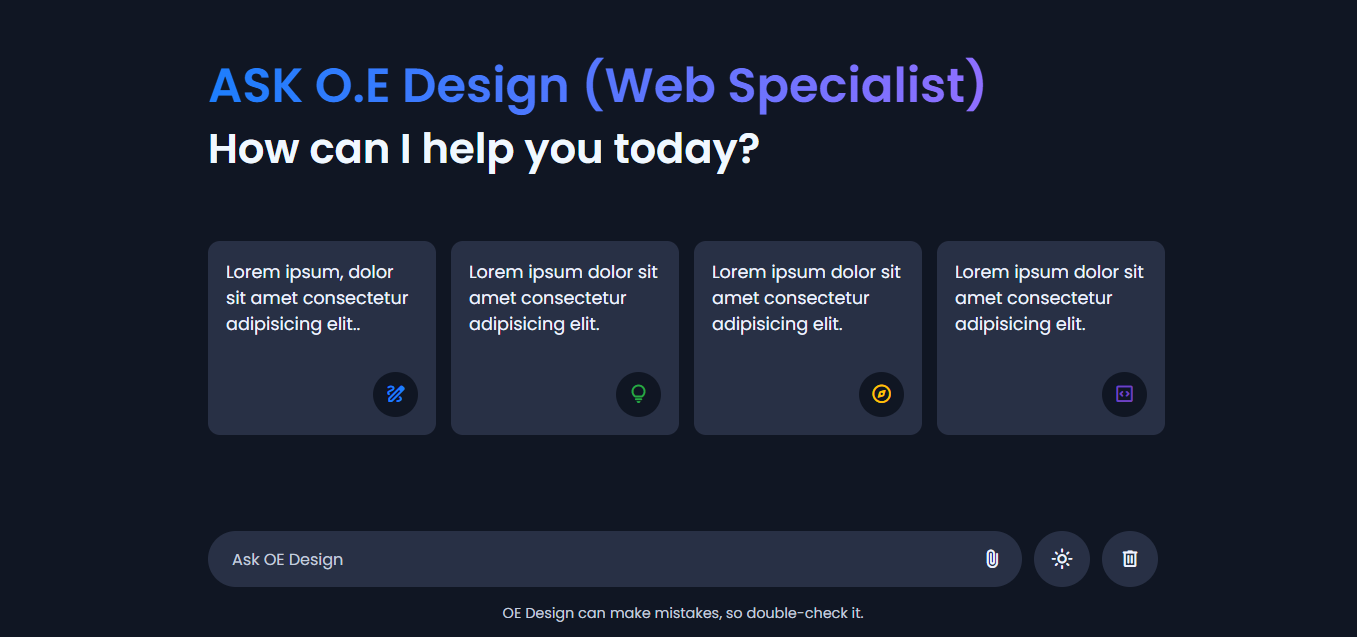 ASK O.E Design (Web Specialist)
How can I help you today?
Lorem ipsum, dolor
sit amet consectetur
adipisicing elit..
Lorem ipsum dolor sit
amet consectetur
adipisicing elit.
Lorem ipsum dolor sit
amet consectetur
adipisicing elit.
Lorem ipsum dolor sit
amet consectetur
adipisicing elit.
Ask OE Design
OE Design can make mistakes, so double-check it.